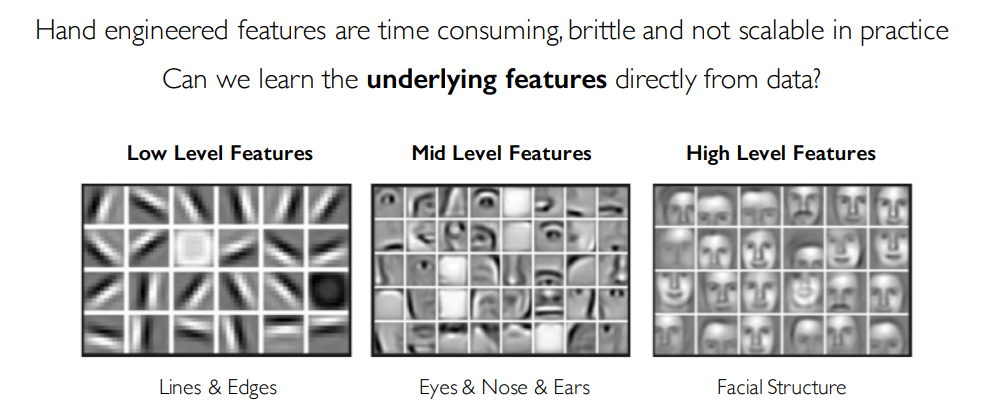 Hand engineered features are time consuming, brittle and not scalable in practice
Can we learn the underlying features directly from data?
Low Level Features
Mid Level Features
High Level Features
Lines & Edges
Eyes & Nose & Ears
Facial Structure